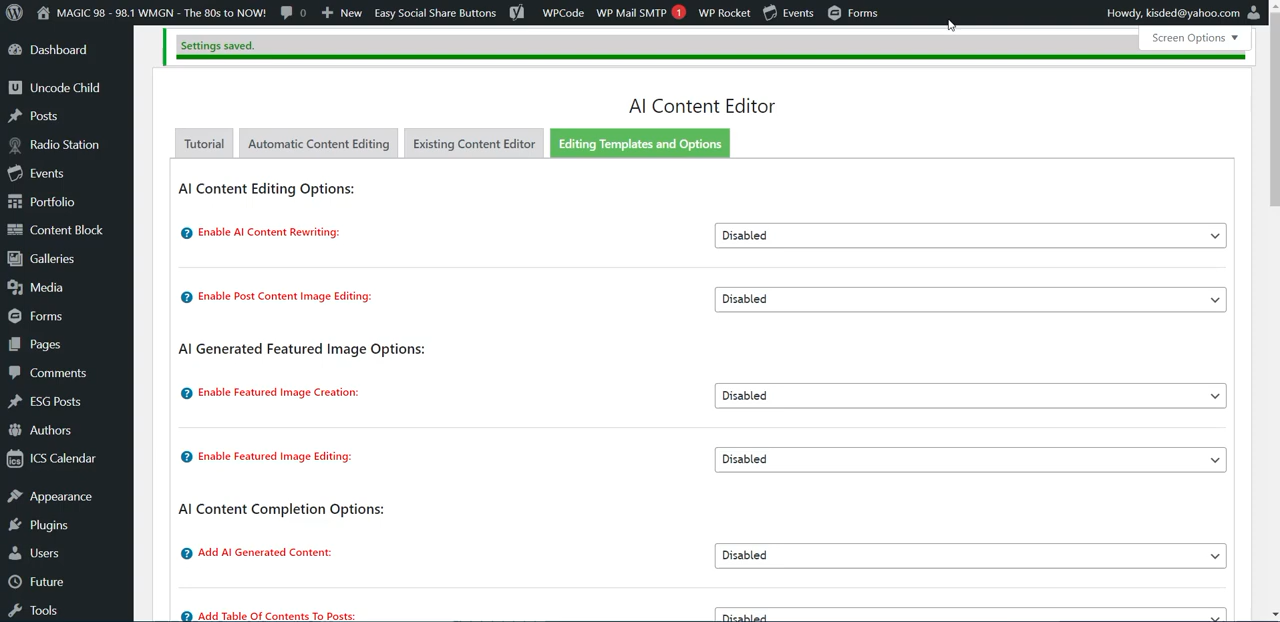 MAGIC 98 - 98.1 WMGN - The 80s to NOW! 0 New Easy Social Share Buttons WPCode WP Mail SMTP 1 WP Rocket Events Forms Howdy, kisded@yahoo.com
Screen Options
Settings saved.
Dashboard
Uncode Child
Posts
Radio Station
Events
Portfolio
Content Block
Galleries
Media
Forms
Pages
Comments
ESG Posts
Authors
ICS Calendar
Appearance
Plugins
Users
Future
Tools
AI Content Editor
Tutorial Automatic Content Editing Existing Content Editor Editing Templates and Options
AI Content Editing Options:
Enable AI Content Rewriting: Disabled
Enable Post Content Image Editing: Disabled
AI Generated Featured Image Options:
Enable Featured Image Creation: Disabled
Enable Featured Image Editing: Disabled
AI Content Completion Options:
Add AI Generated Content: Disabled
Add Table Of Contents To Posts: Disabled